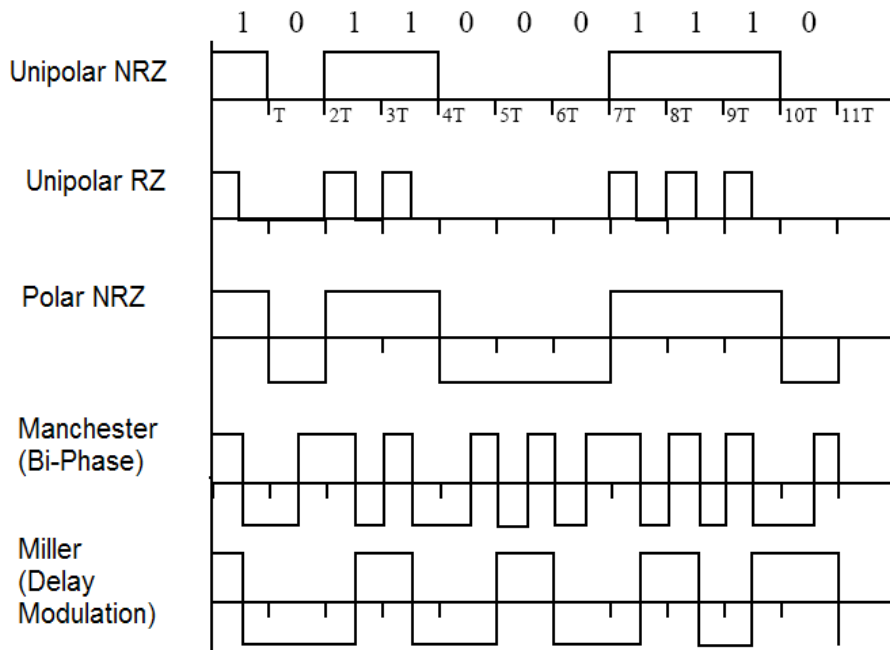 1 0 1 1 0 0 0 1 1 1 0
Unipolar NRZ
T 2T 3T 4T 5T 6T 7T 8T 9T 10T 11T
Unipolar RZ
Polar NRZ
Manchester
(Bi-Phase)
Miller
(Delay
Modulation)